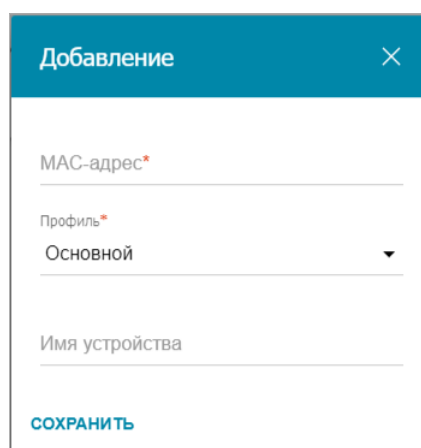 Добавление
MAC-адрес*
Профиль*
Основной
Имя устройства
СОХРАНИТЬ